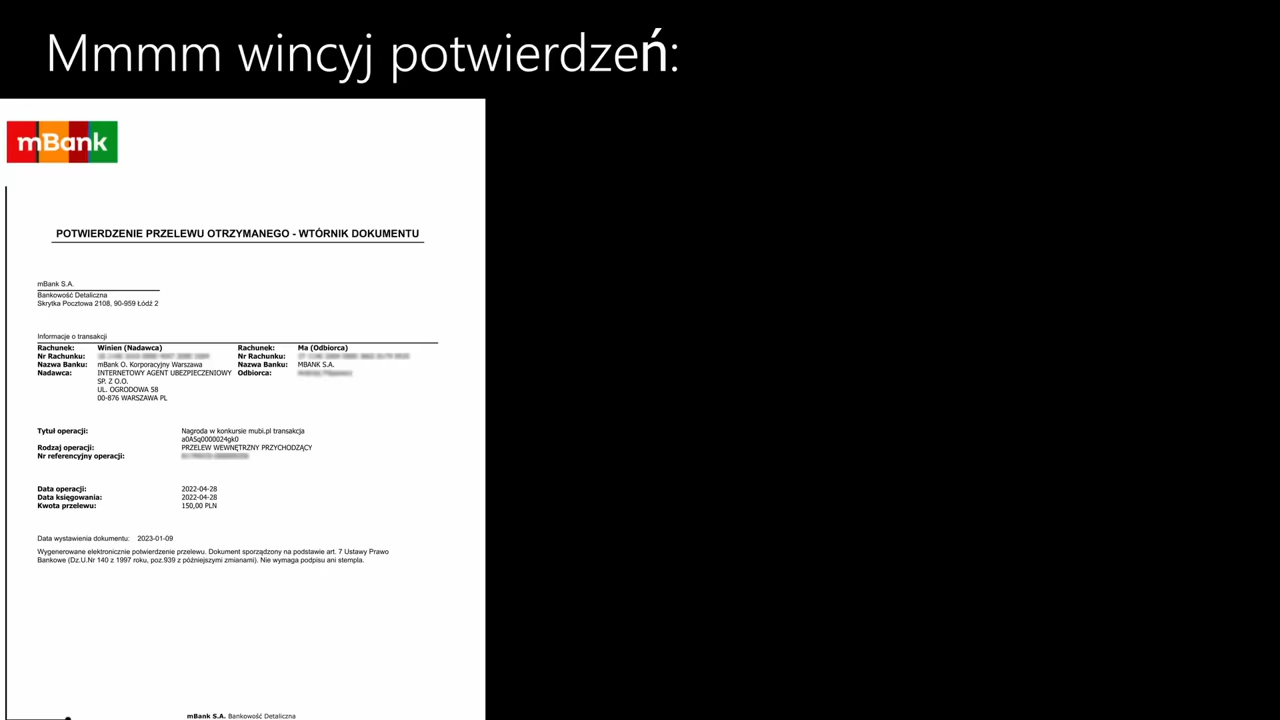 Mmmm wincyj potwierdzeń:
mBank
POTWIERDZENIE PRZELEWU OTRZYMANEGO - WTÓRNIK DOKUMENTU
mBank S.A.
Bankowość Detaliczna
Skrytka Pocztowa 2108, 90-959 Łódź 2
Informacje o transakcji
Rachunek: Winien (Nadawca) Rachunek: Ma (Odbiorca)
Nr Rachunku: Nr Rachunku:
Nazwa Banku: mBank O. Korporacyjny Warszawa Nazwa Banku: MBANK S.A.
Nadawca: INTERNETOWY AGENT UBEZPIECZENIOWY Odbiorca:
SP. Z O.O.
UL. OGRODOWA 58
00-876 WARSZAWA PL
Tytuł operacji: Nagroda w konkursie mubi.pl transakcja
a0A5q0000024gk0
Rodzaj operacji: PRZELEW WEWNĘTRZNY PRZYCHODZĄCY
Nr referencyjny operacji:
Data operacji: 2022-04-28
Data księgowania: 2022-04-28
Kwota przelewu: 150,00 PLN
Data wystawienia dokumentu: 2023-01-09
Wygenerowane elektronicznie potwierdzenie przelewu. Dokument sporządzony na podstawie art. 7 Ustawy Prawo
Bankowe (Dz.U.Nr 140 z 1997 roku, poz.939 z późniejszymi zmianami). Nie wymaga podpisu ani stempla.
mBank S.A. Bankowość Detaliczna